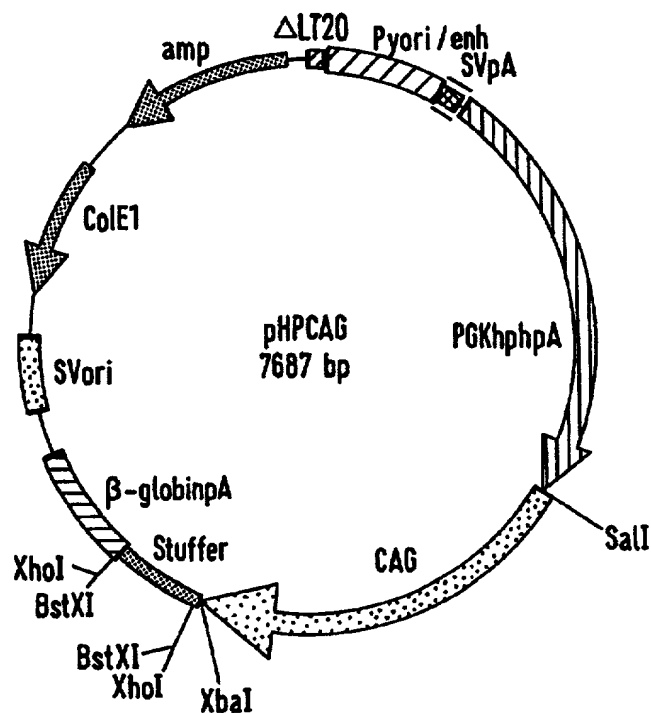 ΔLT20
Pyori/enh
SVpA
amp
ColE1
pHPCAG
7687 bp
PGKhphpA
SVori
β-globinpA
Stuffer
CAG
SalI
XhoI
BstXI
BstXI
XhoI
XbaI